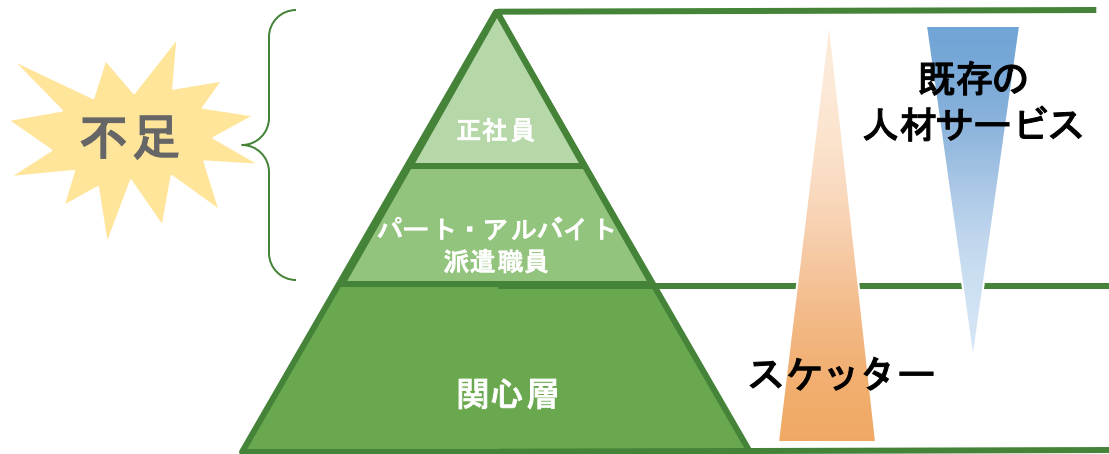 不足
正社員
パート・アルバイト
派遣職員
関心層
既存の
人材サービス
スケッター